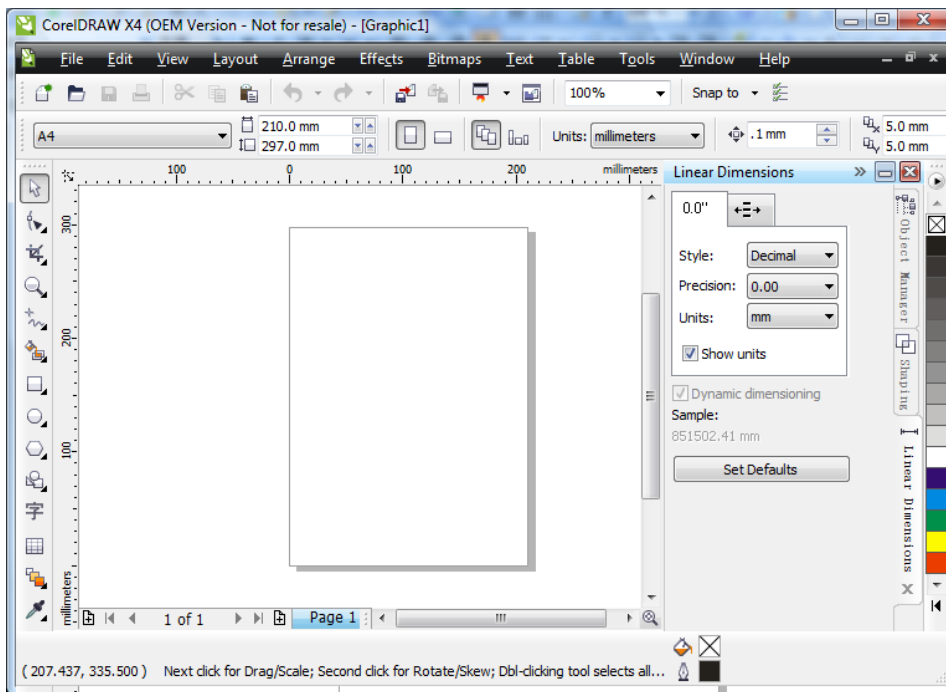 CorelDRAW X4 (OEM Version - Not for resale) - [Graphic1]
File Edit View Layout Arrange Effects Bitmaps Text Table Tools Window Help
100% Snap to
A4 210.0 mm 297.0 mm Units: millimeters .1 mm 5.0 mm 5.0 mm
100 0 100 200 millimeters
300
200
100
millimeters
字
Linear Dimensions
0.0"
Style: Decimal
Precision: 0.00
Units: mm
Show units
Dynamic dimensioning
Sample:
851502.41 mm
Set Defaults
Object Manager
Shaping
Linear Dimensions
1 of 1 Page 1
( 207.437, 335.500 ) Next click for Drag/Scale; Second click for Rotate/Skew; Dbl-clicking tool selects all...